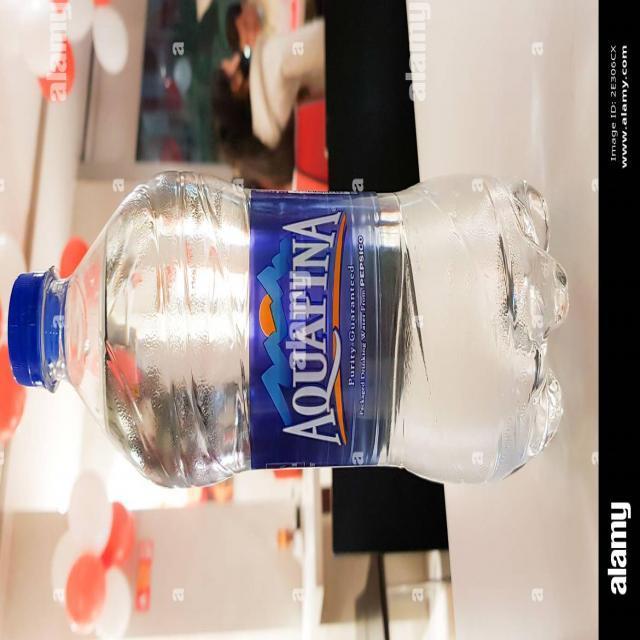 AQUAFINA
Purity Guaranteed
Packaged Drinking Water from PEPSICO
alamy
Image ID: 2E306CX
www.alamy.com